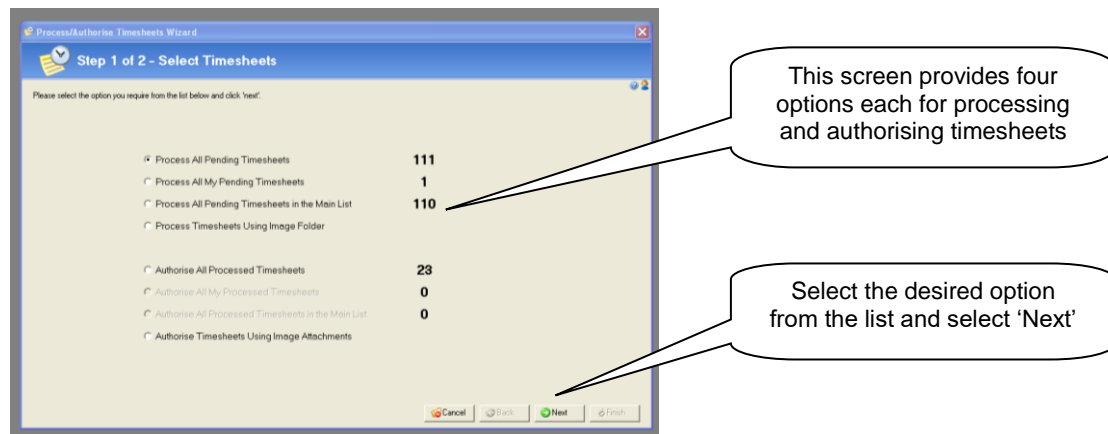 Process/Authorise Timesheets Wizard
Step 1 of 2 - Select Timesheets
Please select the option you require from the list below and click 'next'.
Process All Pending Timesheets 111
Process All My Pending Timesheets 1
Process All Pending Timesheets in the Main List 110
Process Timesheets Using Image Folder
Authorise All Processed Timesheets 23
Authorise All My Processed Timesheets 0
Authorise All Processed Timesheets in the Main List 0
Authorise Timesheets Using Image Attachments
Cancel Back Next Finish
This screen provides four
options each for processing
and authorising timesheets
Select the desired option
from the list and select ‘Next’